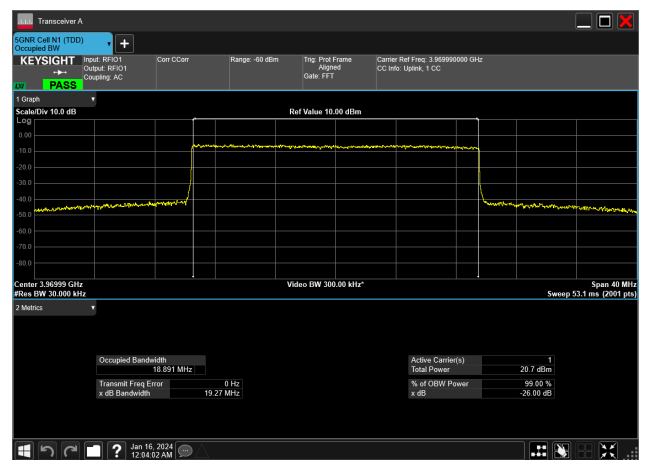 Transceiver A
5GNR Cell N1 (TDD)
Occupied BW
KEYSIGHT
LV PASS
Input: RFIO1
Output: RFIO1
Coupling: AC
Corr CCorr
Range: -60 dBm
Trig: Prot Frame
Aligned
Gate: FFT
Carrier Ref Freq: 3.969990000 GHz
CC Info: Uplink, 1 CC
1 Graph
Scale/Div 10.0 dB
Ref Value 10.00 dBm
Log
0.00
-10.0
-20.0
-30.0
-40.0
-50.0
-60.0
-70.0
-80.0
Center 3.96999 GHz
Video BW 300.00 kHz*
Span 40 MHz
#Res BW 30.000 kHz
Sweep 53.1 ms (2001 pts)
2 Metrics
Occupied Bandwidth
18.891 MHz
Transmit Freq Error 0 Hz
x dB Bandwidth 19.27 MHz
Active Carrier(s) 1
Total Power 20.7 dBm
% of OBW Power 99.00 %
x dB -26.00 dB
Jan 16, 2024
12:04:02 AM